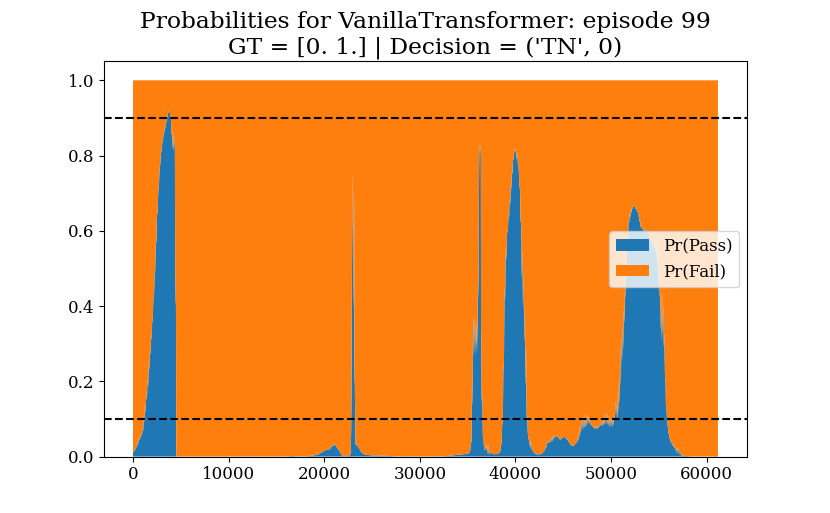 Probabilities for VanillaTransformer: episode 99
GT = [0. 1.] | Decision = ('TN', 0)
1.0
0.8
0.6
0.4
0.2
0.0
Pr(Pass)
Pr(Fail)
0 10000 20000 30000 40000 50000 60000